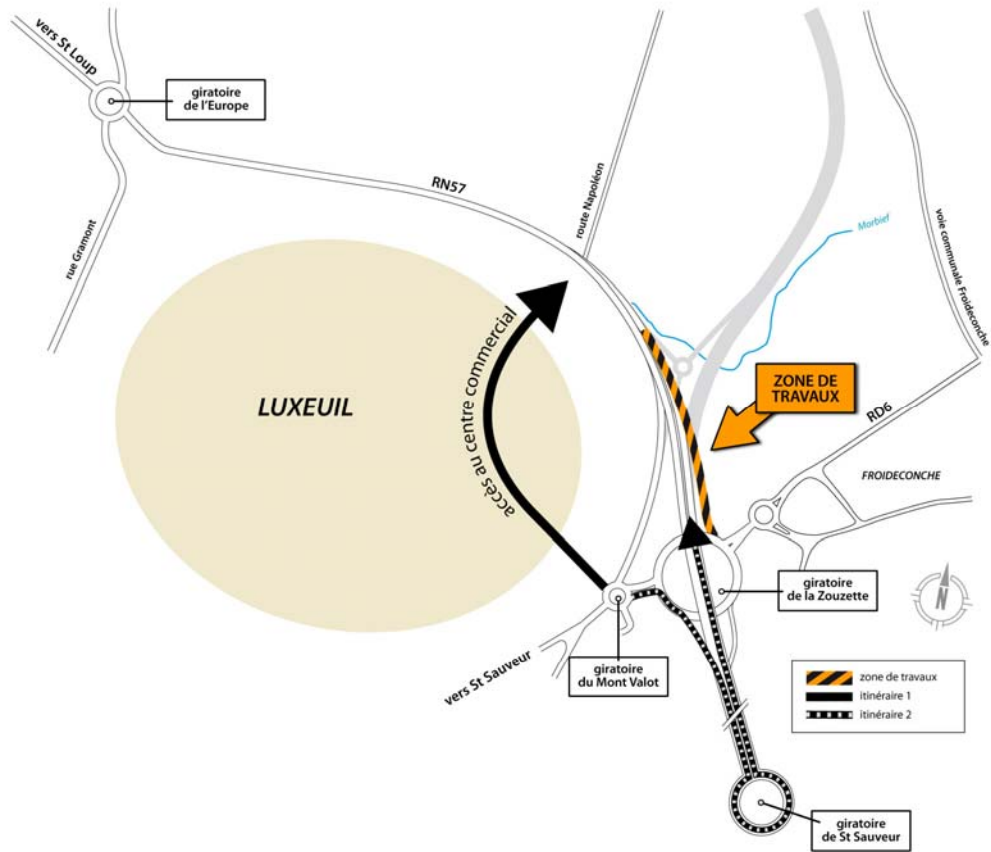 vers St Loup
giratoire
de l'Europe
RN57
route Napoléon
rue Gramont
Morbief
voie communale Froideconche
accès au centre commercial
LUXEUIL
ZONE DE
TRAVAUX
RD6
FROIDECONCHE
giratoire
de la Zouzette
N
giratoire
du Mont Valot
vers St Sauveur
zone de travaux
itinéraire 1
itinéraire 2
giratoire
de St Sauveur